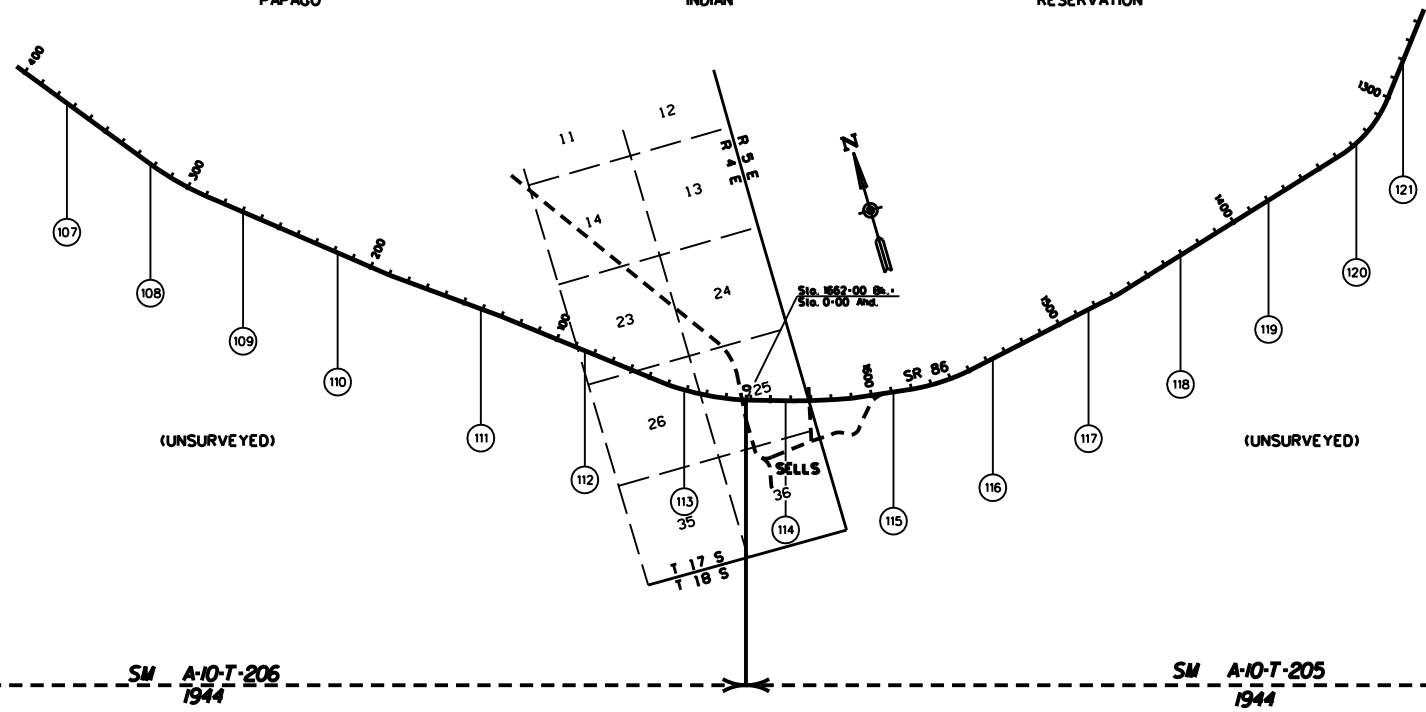 PAPAGO INDIAN RESERVATION
400
300
200
100
0
1300
1400
1500
1600
11
12
R 5 E
R 4 E
N
13
14
24
23
Sta. 1662+00 Bk.=
Sta. 0+00 Ahd.
25
26
SR 86
107
108
109
110
111
112
113
114
115
116
117
118
119
120
121
(UNSURVEYED)
(UNSURVEYED)
SELLS
36
35
T 17 S
T 18 S
SM A-10-T-206
1944
SM A-10-T-205
1944